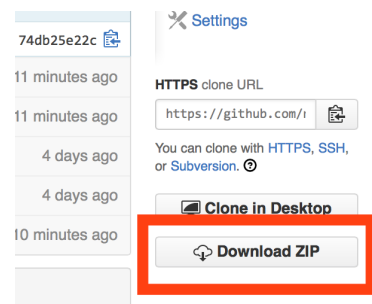 74db25e22c
11 minutes ago
11 minutes ago
4 days ago
4 days ago
10 minutes ago
Settings
HTTPS clone URL
https://github.com/
You can clone with HTTPS, SSH,
or Subversion.
Clone in Desktop
Download ZIP